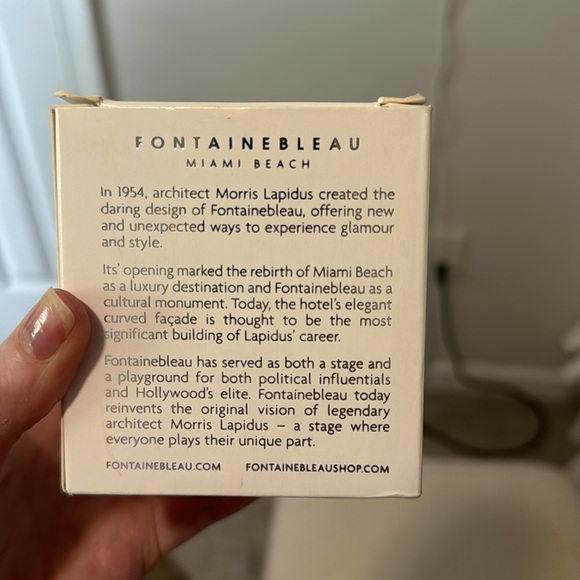 FONTAINEBLEAU
MIAMI BEACH
In 1954, architect Morris Lapidus created the
daring design of Fontainebleau, offering new
and unexpected ways to experience glamour
and style.
Its' opening marked the rebirth of Miami Beach
as a luxury destination and Fontainebleau as a
cultural monument. Today, the hotel's elegant
curved façade is thought to be the most
significant building of Lapidus' career.
Fontainebleau has served as both a stage and
a playground for both political influentials
and Hollywood's elite. Fontainebleau today
reinvents the original vision of legendary
architect Morris Lapidus – a stage where
everyone plays their unique part.
FONTAINEBLEAU.COM FONTAINEBLEAUSHOP.COM